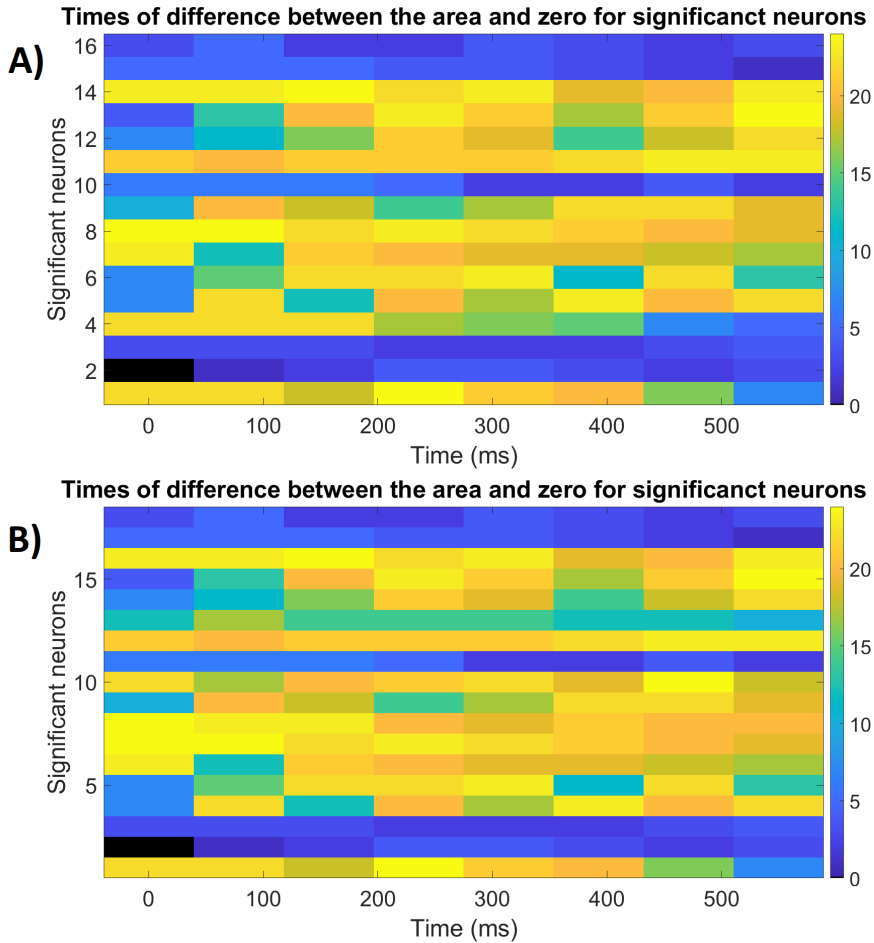 Times of difference between the area and zero for significanct neurons
A)
16
14
12
10
8
6
4
2
Significant neurons
0 100 200 300 400 500
Time (ms)
20
15
10
5
0
Times of difference between the area and zero for significanct neurons
B)
15
10
5
Significant neurons
0 100 200 300 400 500
Time (ms)
20
15
10
5
0